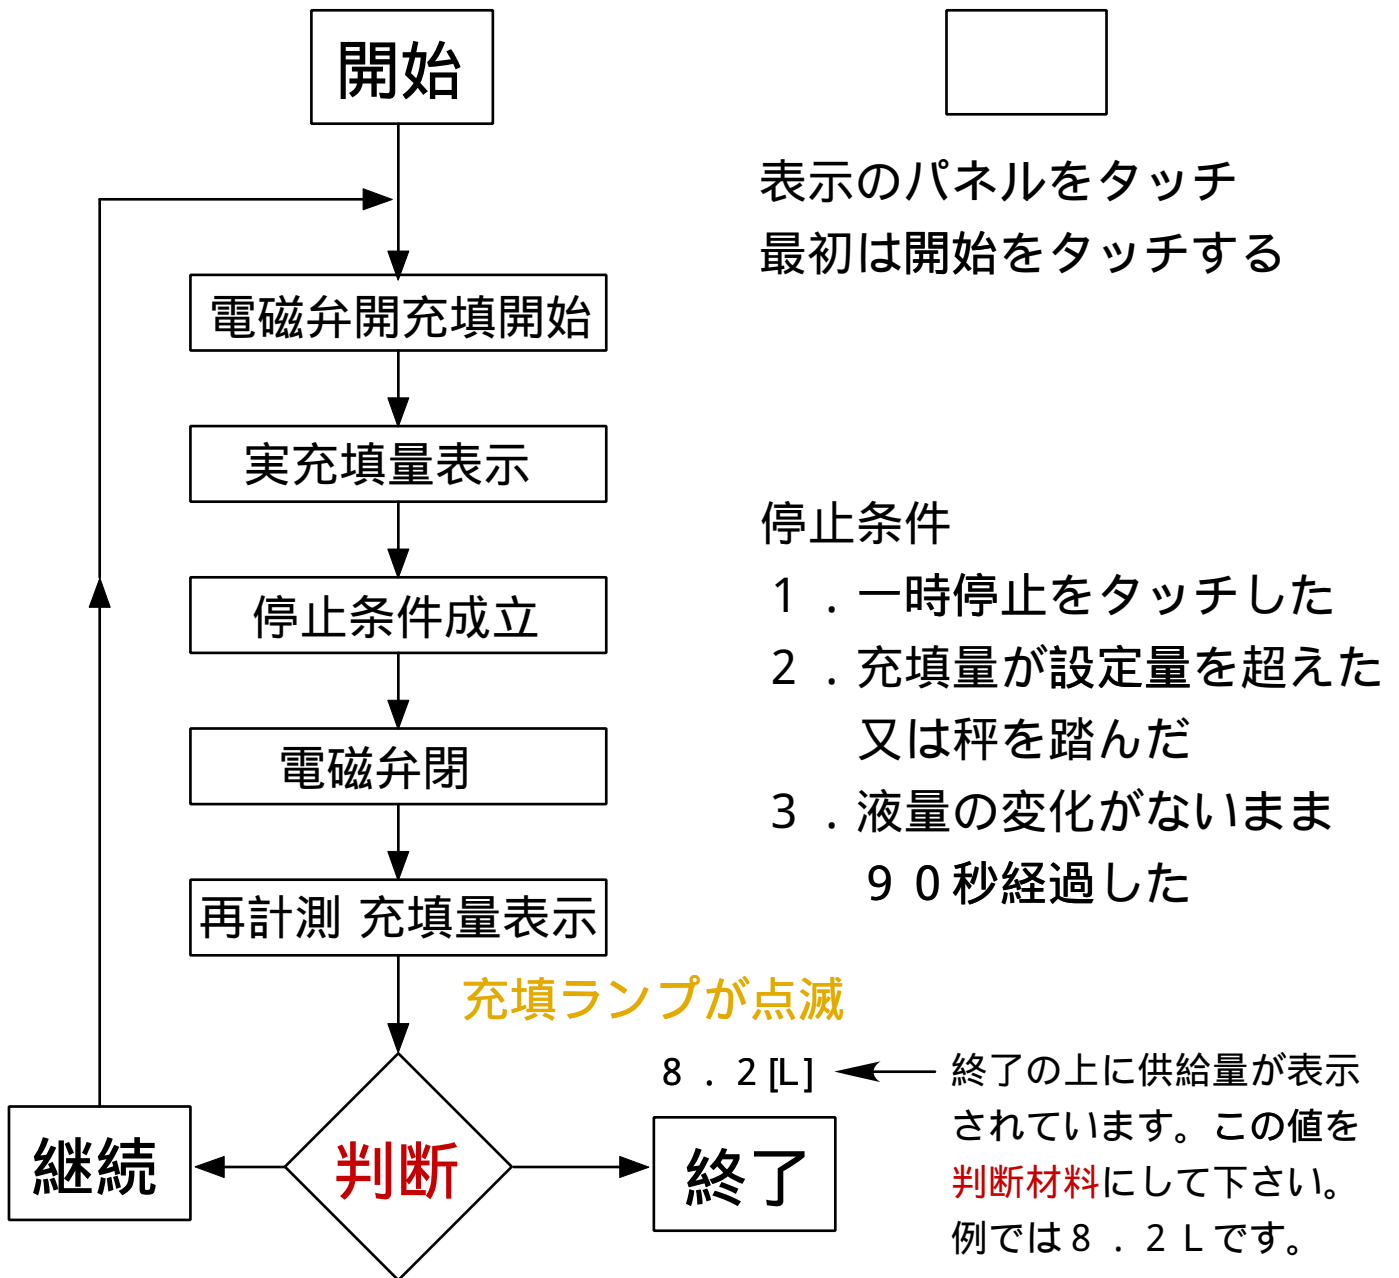 開始
表示のパネルをタッチ
最初は開始をタッチする
電磁弁開充填開始
実充填量表示
停止条件成立
電磁弁閉
再計測 充填量表示
停止条件
１．一時停止をタッチした
２．充填量が設定量を超えた
又は秤を踏んだ
３．液量の変化がないまま
９０秒経過した
充填ランプが点滅
判断
継続
８．２[L]
終了
終了の上に供給量が表示
されています。この値を
判断材料にして下さい。
例では８．２Ｌです。